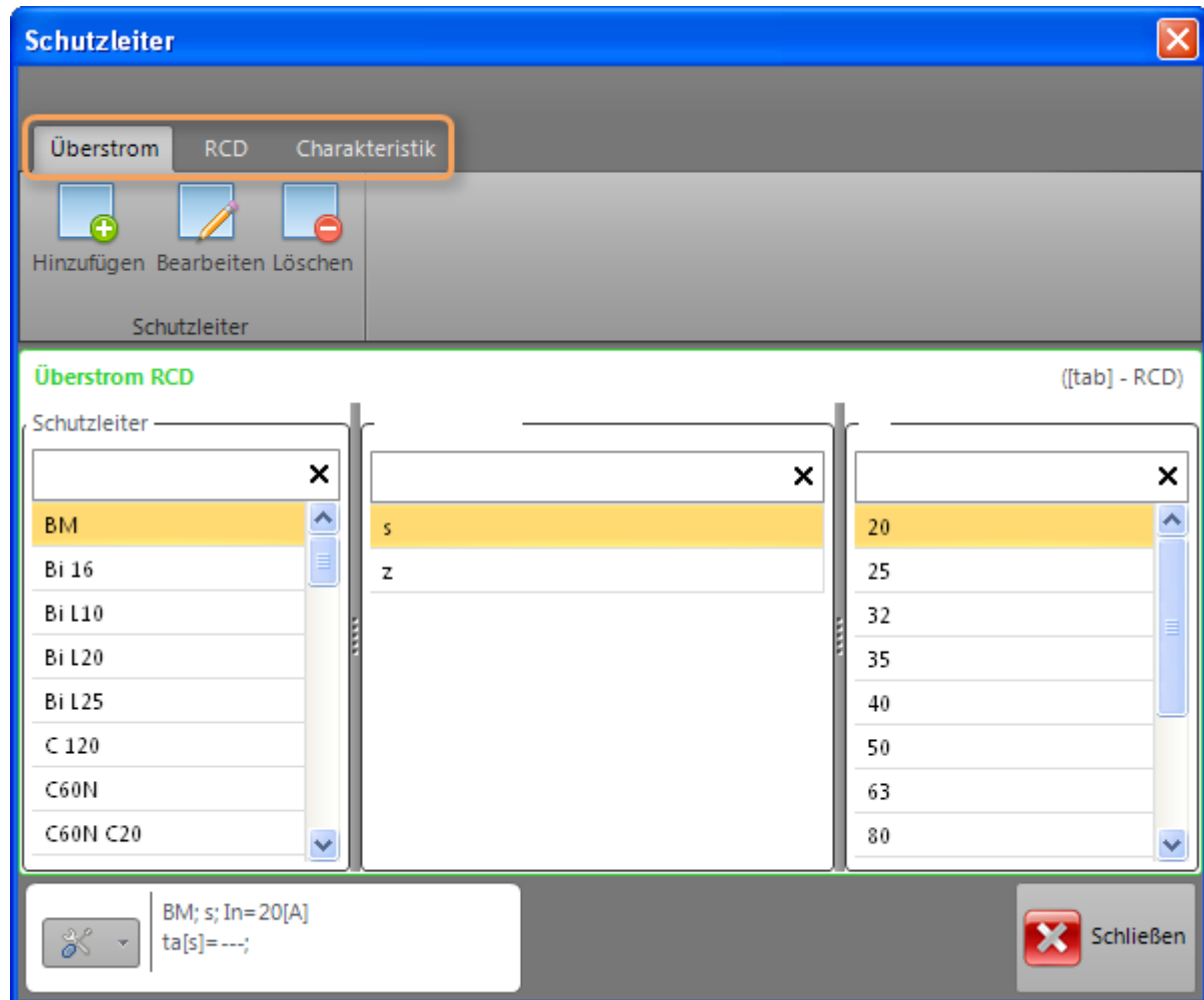 Schutzleiter
Überstrom RCD Charakteristik
Hinzufügen Bearbeiten Löschen
Schutzleiter
Überstrom RCD ([tab] - RCD)
Schutzleiter
BM
Bi 16
Bi L10
Bi L20
Bi L25
C 120
C60N
C60N C20
s
z
20
25
32
35
40
50
63
80
BM; s; In=20[A]
ta[s]=---;
Schließen